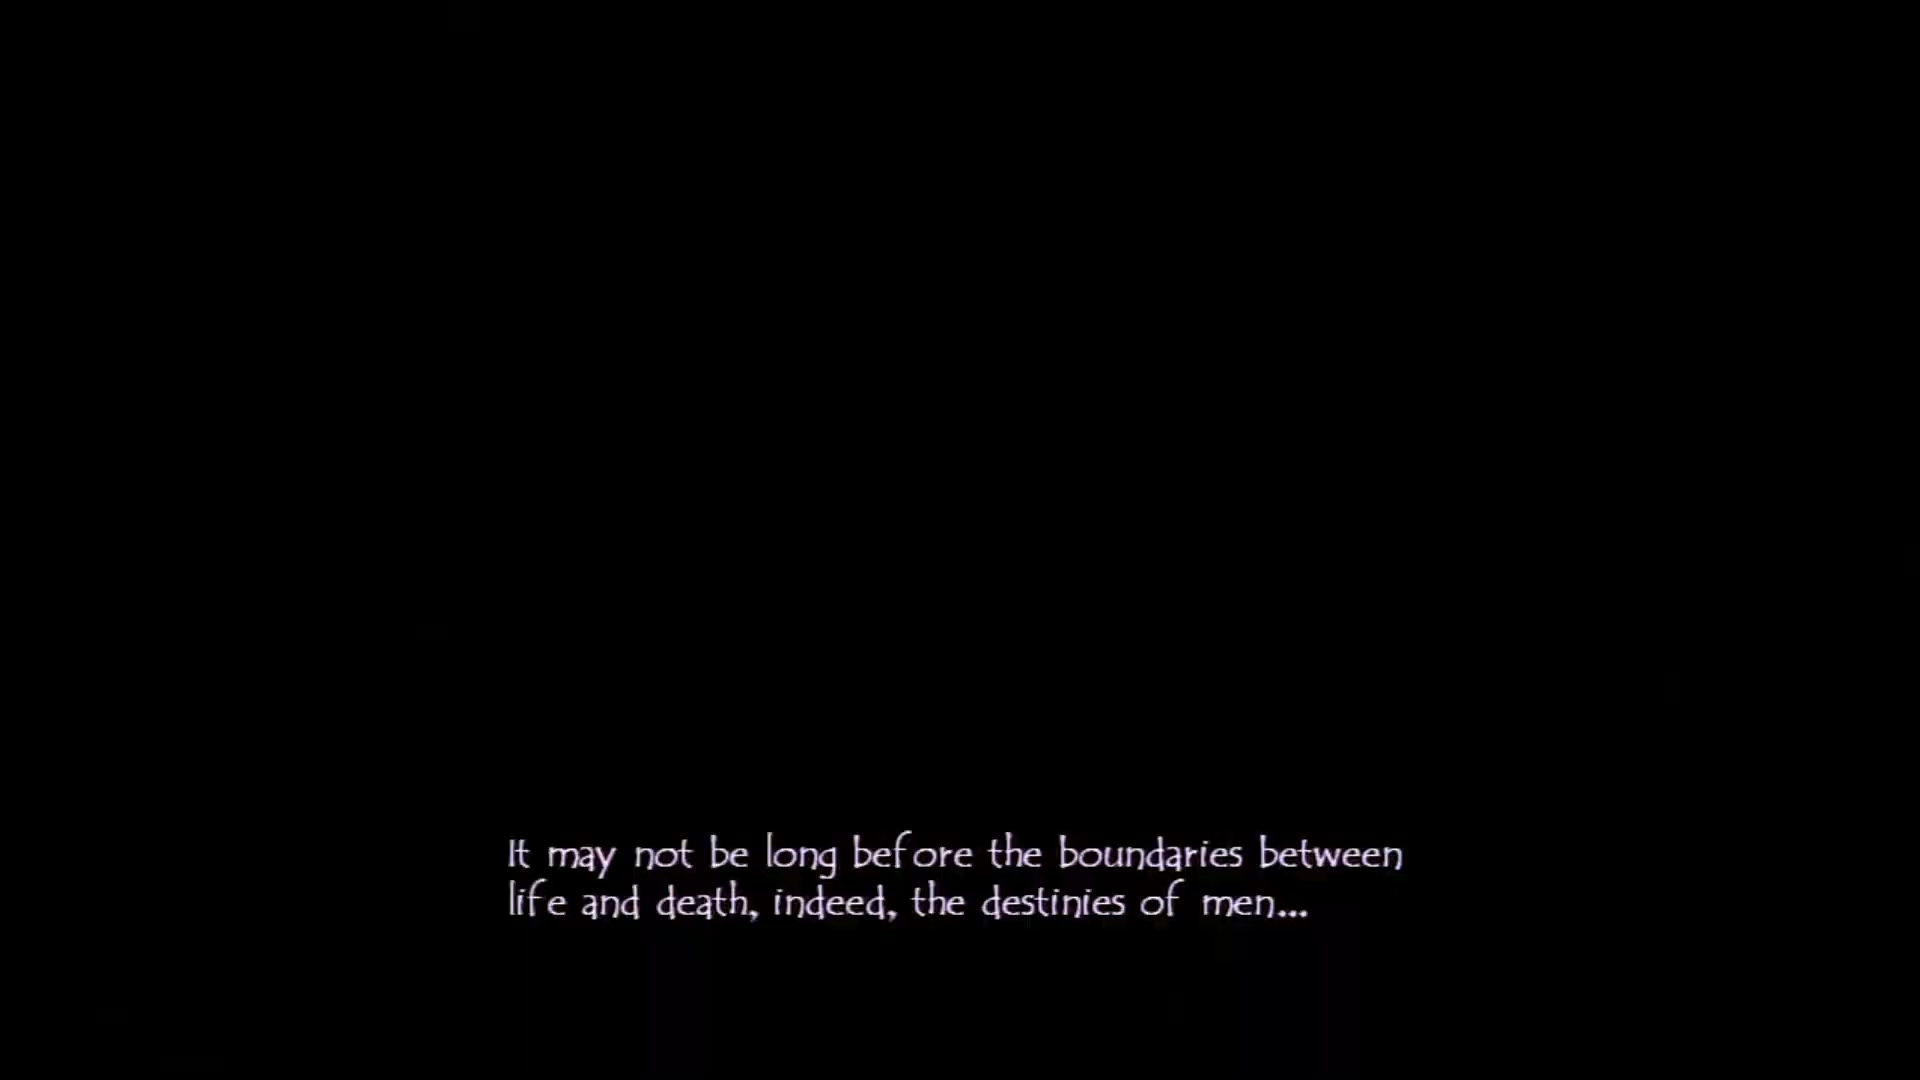 It may not be long before the boundaries between
life and death, indeed, the destinies of men...